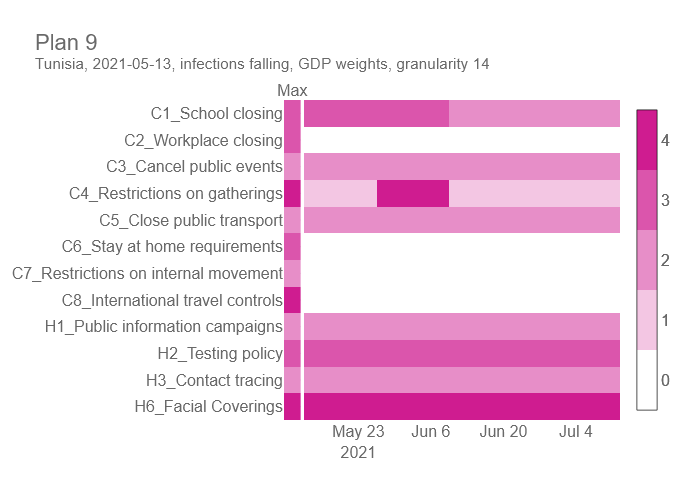 Plan 9
Tunisia, 2021-05-13, infections falling, GDP weights, granularity 14
Max
C1_School closing
C2_Workplace closing
C3_Cancel public events
C4_Restrictions on gatherings
C5_Close public transport
C6_Stay at home requirements
C7_Restrictions on internal movement
C8_International travel controls
H1_Public information campaigns
H2_Testing policy
H3_Contact tracing
H6_Facial Coverings
May 23 Jun 6 Jun 20 Jul 4
2021
4
3
2
1
0